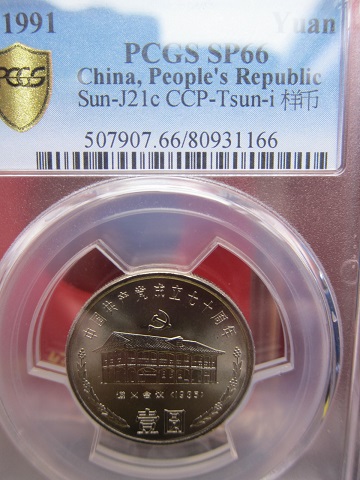 1991 Yuan
PCGS SP66
China, People's Republic
Sun-J21c CCP-Tsun-i 样币
507907.66/80931166
PCGS
中国共产党成立七十周年
遵义会议(1935)
壹圆